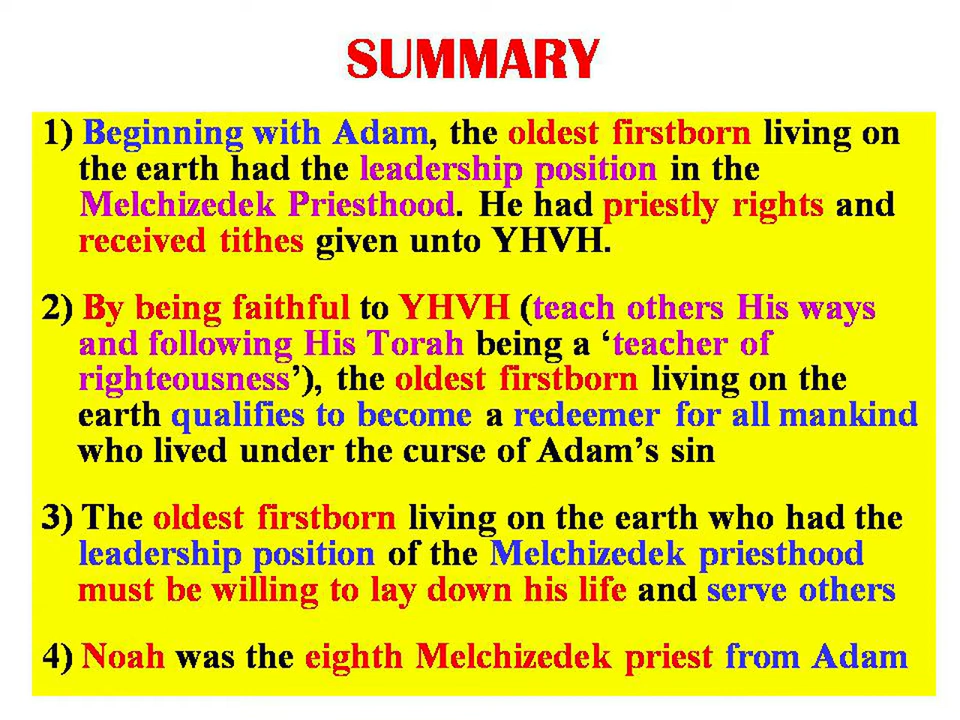 SUMMARY
1) Beginning with Adam, the oldest firstborn living on
the earth had the leadership position in the
Melchizedek Priesthood. He had priestly rights and
received tithes given unto YHVH.
2) By being faithful to YHVH (teach others His ways
and following His Torah being a ‘teacher of
righteousness’), the oldest firstborn living on the
earth qualifies to become a redeemer for all mankind
who lived under the curse of Adam’s sin
3) The oldest firstborn living on the earth who had the
leadership position of the Melchizedek priesthood
must be willing to lay down his life and serve others
4) Noah was the eighth Melchizedek priest from Adam